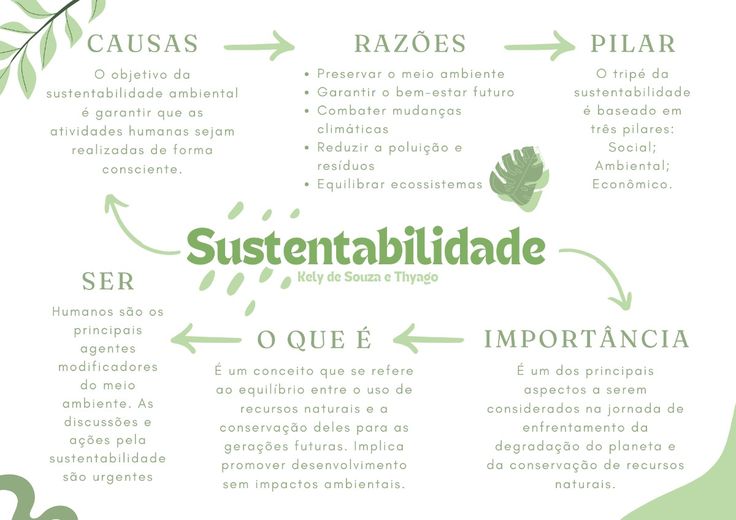 CAUSAS
O objetivo da
sustentabilidade ambiental
é garantir que as
atividades humanas sejam
realizadas de forma
consciente.
RAZÕES
• Preservar o meio ambiente
• Garantir o bem-estar futuro
• Combater mudanças
climáticas
• Reduzir a poluição e
resíduos
• Equilibrar ecossistemas
PILAR
O tripé da
sustentabilidade
é baseado em
três pilares:
Social;
Ambiental;
Econômico.
Sustentabilidade
Kely de Souza e Thyago
SER
Humanos são os
principais
agentes
modificadores
do meio
ambiente. As
discussões e
ações pela
sustentabilidade
são urgentes
O QUE É
É um conceito que se refere
ao equilíbrio entre o uso de
recursos naturais e a
conservação deles para as
gerações futuras. Implica
promover desenvolvimento
sem impactos ambientais.
IMPORTÂNCIA
É um dos principais
aspectos a serem
considerados na jornada de
enfrentamento da
degradação do planeta e
da conservação de recursos
naturais.